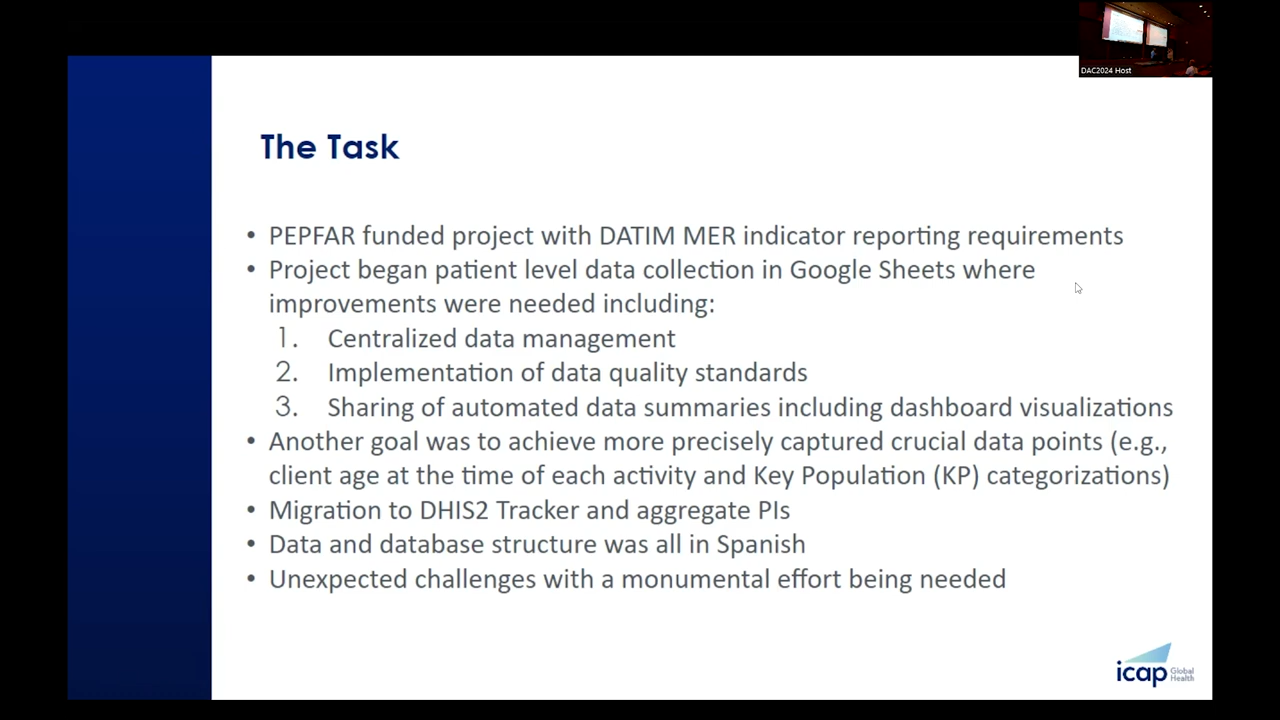 DAC2024 Host
The Task
• PEPFAR funded project with DATIM MER indicator reporting requirements
• Project began patient level data collection in Google Sheets where
improvements were needed including:
1. Centralized data management
2. Implementation of data quality standards
3. Sharing of automated data summaries including dashboard visualizations
• Another goal was to achieve more precisely captured crucial data points (e.g.,
client age at the time of each activity and Key Population (KP) categorizations)
• Migration to DHIS2 Tracker and aggregate PIs
• Data and database structure was all in Spanish
• Unexpected challenges with a monumental effort being needed
icap Global
Health